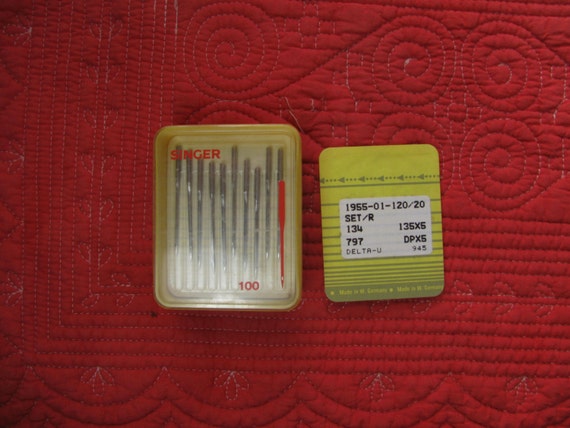 SINGER
100
1955-01-120/20
SET/R
134 135X5
797 DPX5
DELTA-U 945
Made in W. Germany Made in W. Germany